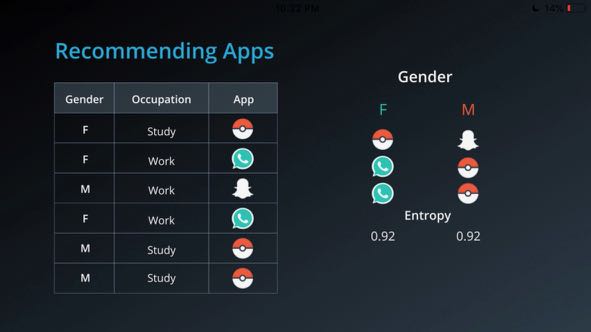 10:22 PM
14%
Recommending Apps
Gender Occupation App
F Study
F Work
M Work
F Work
M Study
M Study
Gender
F M
Entropy
0.92 0.92